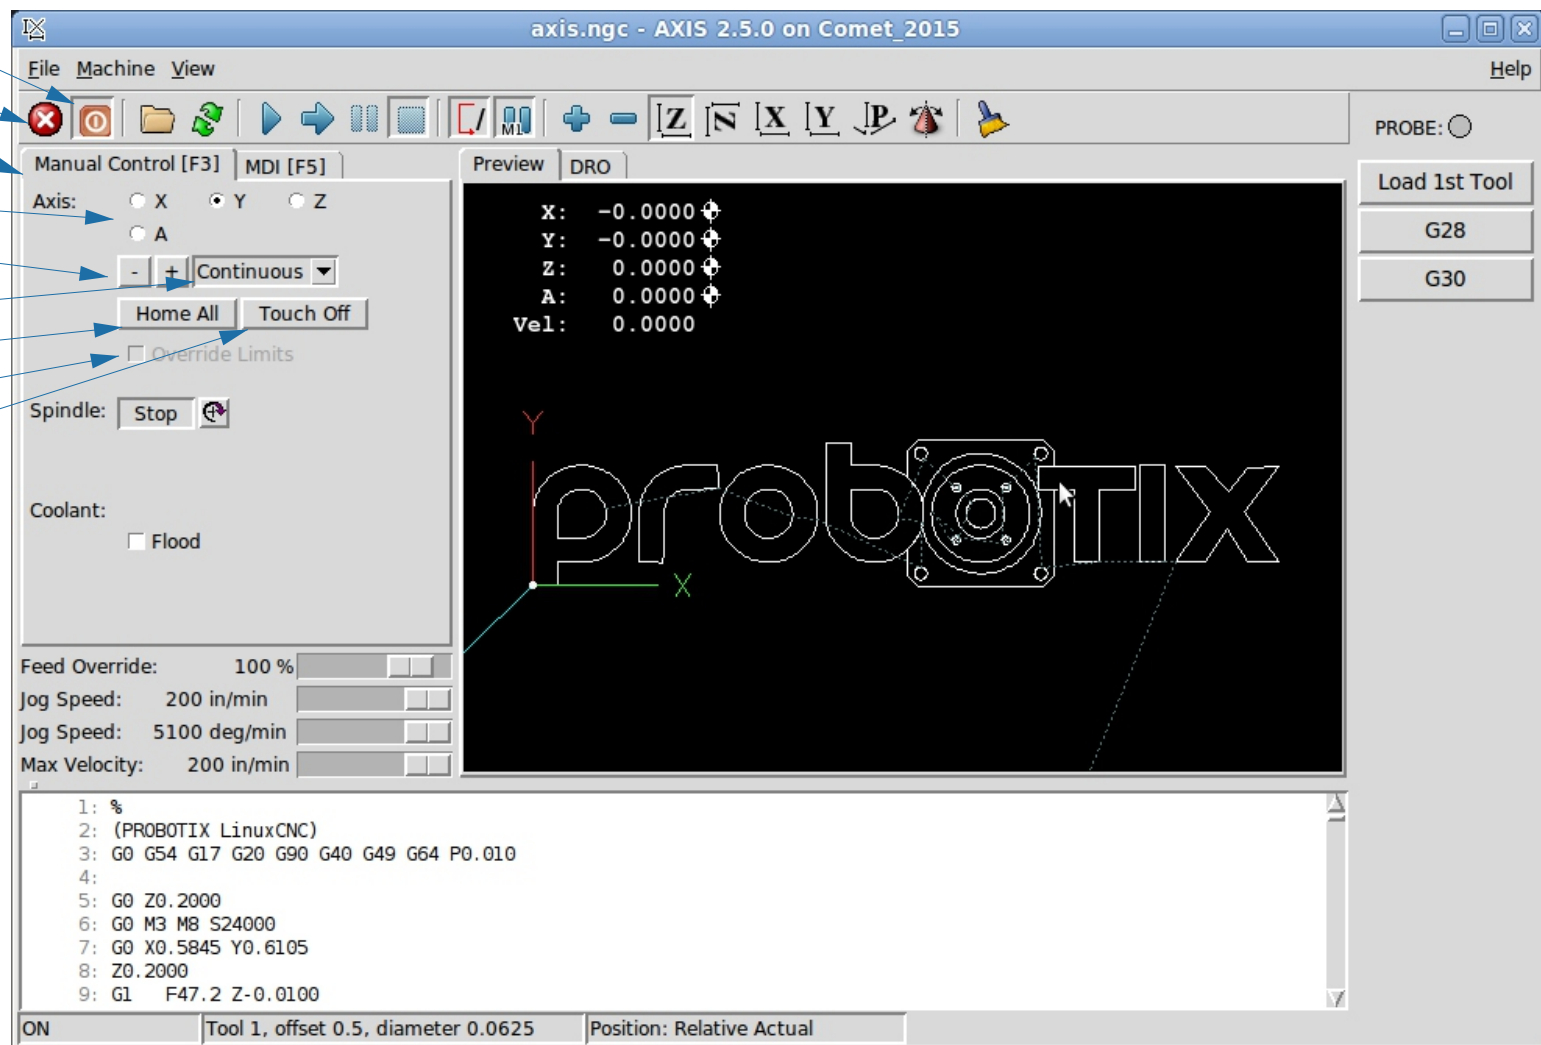 axis.ngc - AXIS 2.5.0 on Comet_2015
File Machine View Help
M1 Z N X Y P
PROBE:
Manual Control [F3] MDI [F5]
Preview DRO
Load 1st Tool
G28
G30
Axis: X Y Z
A
- + Continuous
Home All Touch Off
Override Limits
Spindle: Stop
Coolant:
Flood
X: -0.0000
Y: -0.0000
Z: 0.0000
A: 0.0000
Vel: 0.0000
Y
probotix
X
Feed Override: 100 %
Jog Speed: 200 in/min
Jog Speed: 5100 deg/min
Max Velocity: 200 in/min
1: %
2: (PROBOTIX LinuxCNC)
3: G0 G54 G17 G20 G90 G40 G49 G64 P0.010
4:
5: G0 Z0.2000
6: G0 M3 M8 S24000
7: G0 X0.5845 Y0.6105
8: Z0.2000
9: G1 F47.2 Z-0.0100
ON Tool 1, offset 0.5, diameter 0.0625 Position: Relative Actual